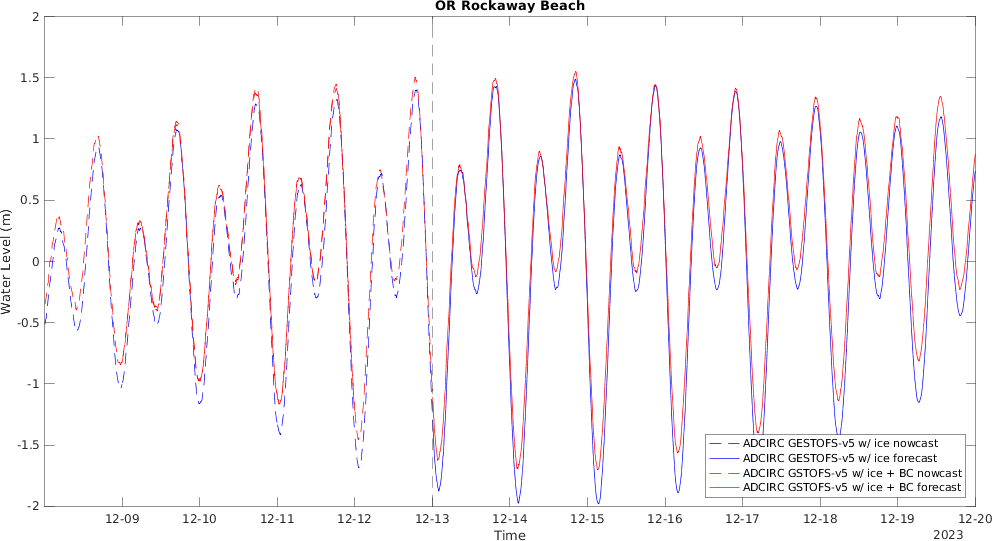 OR Rockaway Beach
2
1.5
1
0.5
0
-0.5
-1
-1.5
-2
Water Level (m)
12-09 12-10 12-11 12-12 12-13 12-14 12-15 12-16 12-17 12-18 12-19 12-20
Time
2023
ADCIRC GESTOFS-v5 w/ ice nowcast
ADCIRC GESTOFS-v5 w/ ice forecast
ADCIRC GSTOFS-v5 w/ ice + BC nowcast
ADCIRC GSTOFS-v5 w/ ice + BC forecast